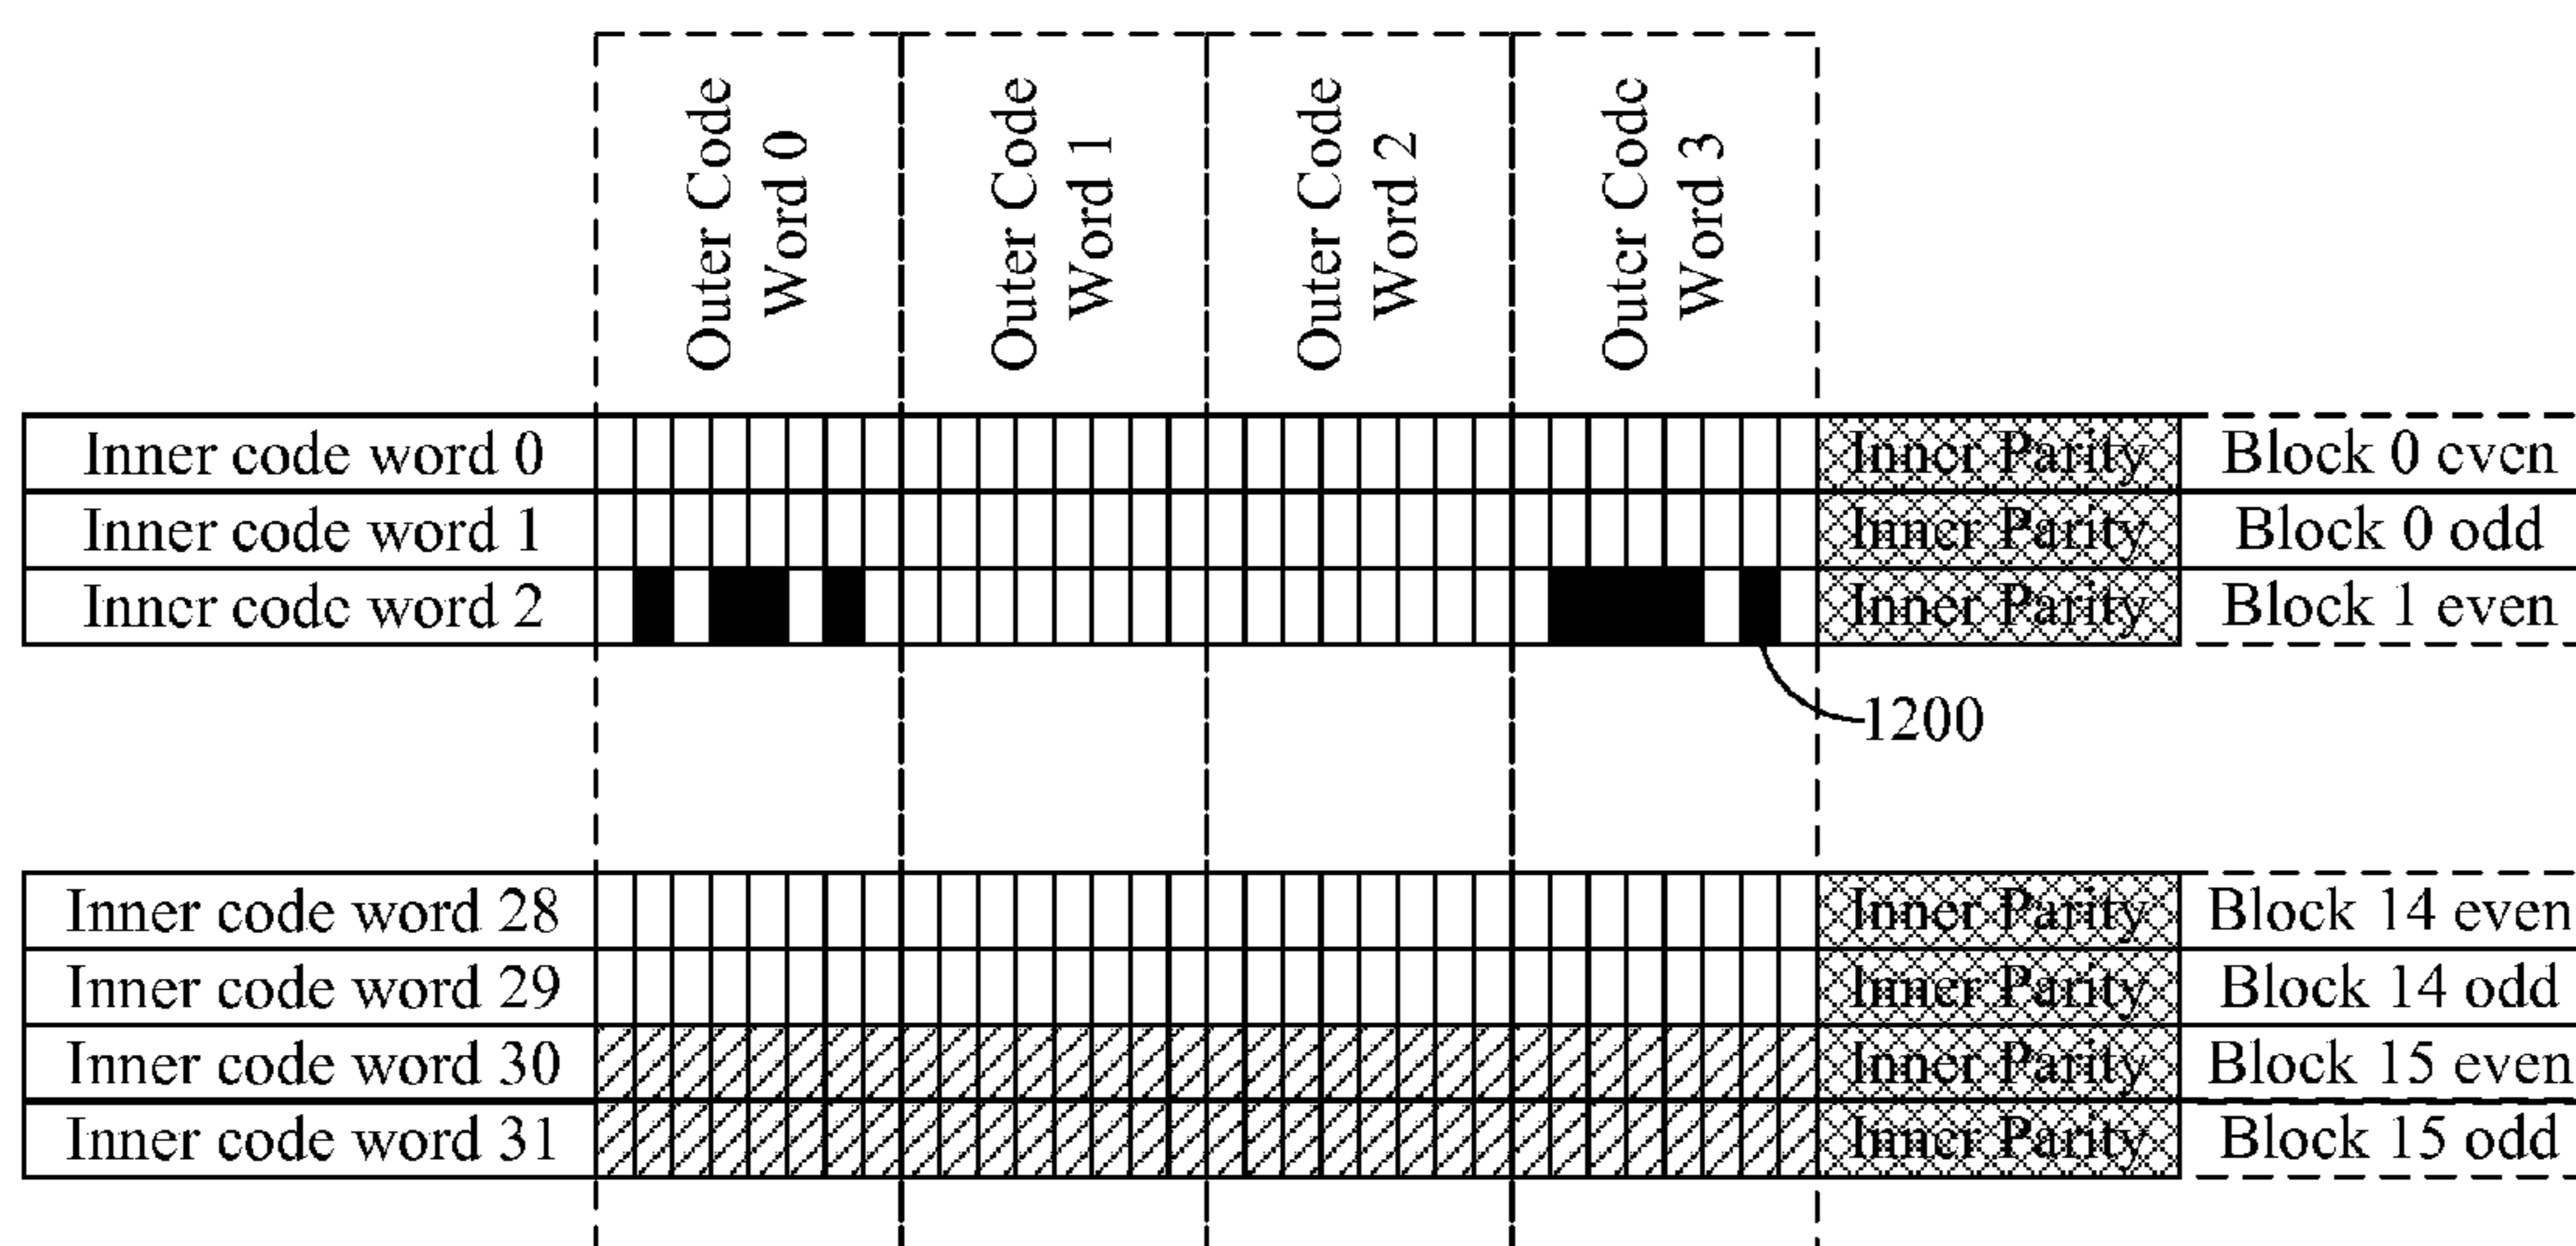 Outer Code
Word 0
Outer Code
Word 1
Outer Code
Word 2
Outer Code
Word 3
Inner code word 0 Inner Parity Block 0 even
Inner code word 1 Inner Parity Block 0 odd
Inner code word 2 Inner Parity Block 1 even
1200
Inner code word 28 Inner Parity Block 14 even
Inner code word 29 Inner Parity Block 14 odd
Inner code word 30 Inner Parity Block 15 even
Inner code word 31 Inner Parity Block 15 odd